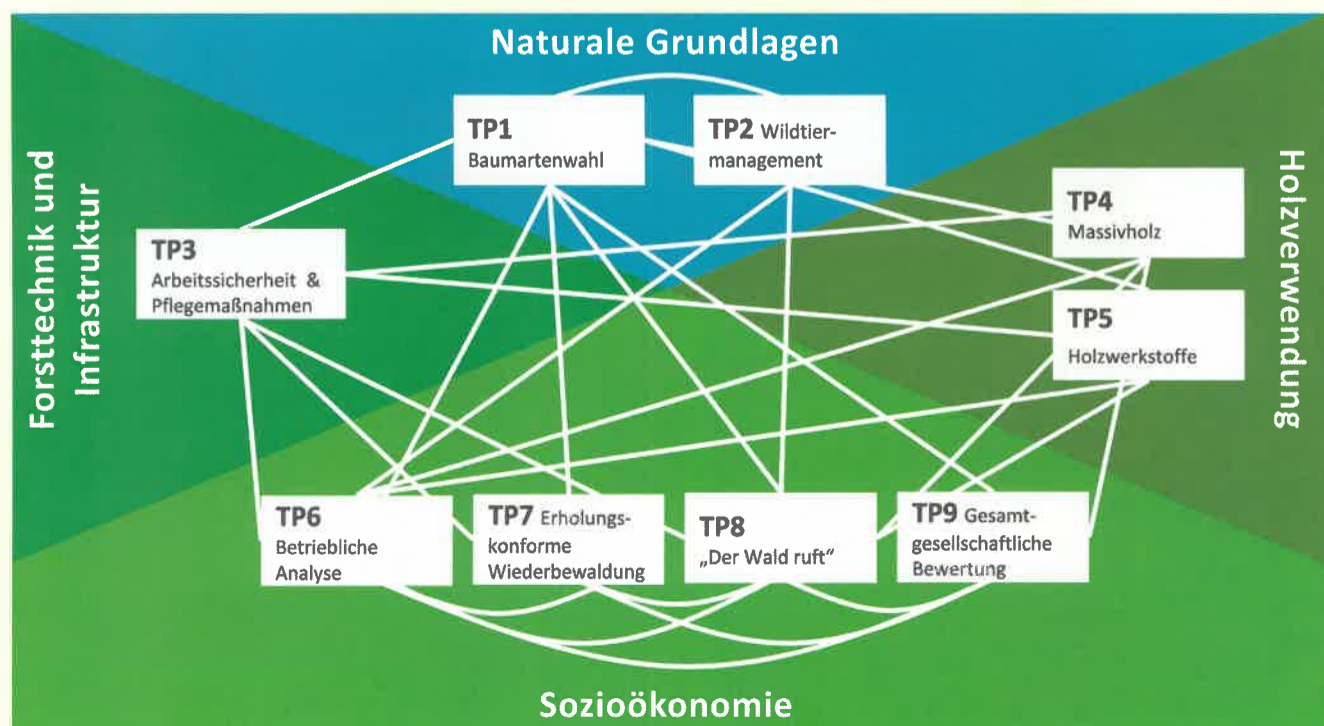 Naturale Grundlagen
TP1
Baumartenwahl
TP2 Wildtier-
management
Forsttechnik und
Infrastruktur
Holzverwendung
TP3
Arbeitssicherheit &
Pflegemaßnahmen
TP4
Massivholz
TP5
Holzwerkstoffe
TP6
Betriebliche
Analyse
TP7 Erholungs-
konforme
Wiederbewaldung
TP8
„Der Wald ruft“
TP9 Gesamt-
gesellschaftliche
Bewertung
Sozioökonomie